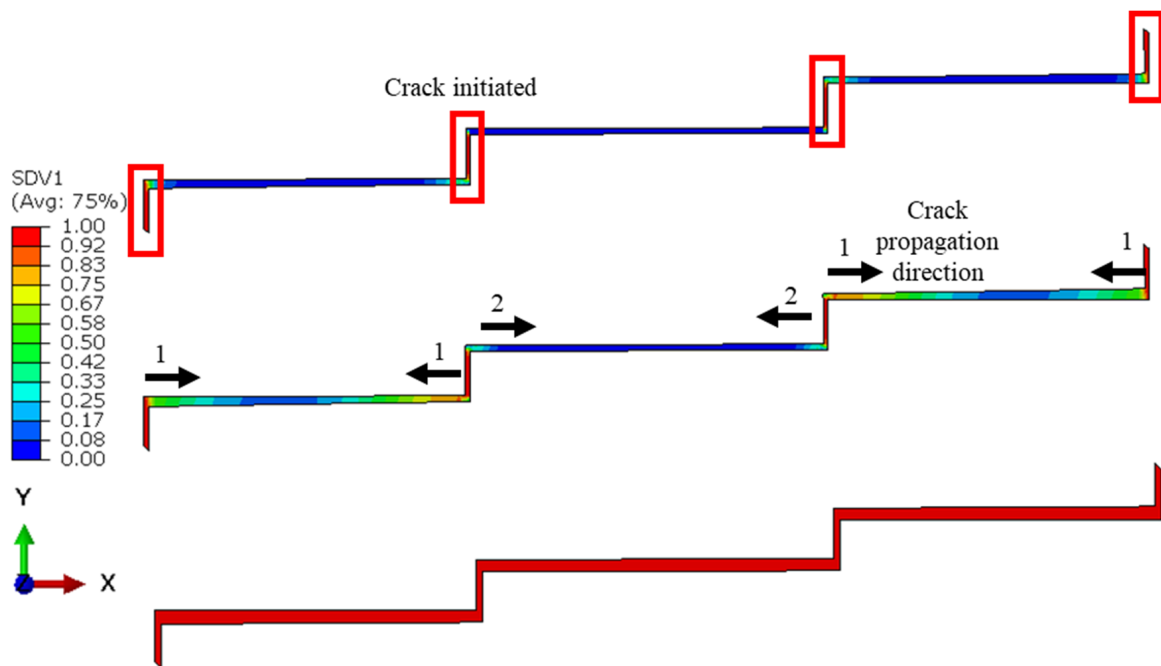 Crack initiated
SDV1
(Avg: 75%)
1.00
0.92
0.83
0.75
0.67
0.58
0.50
0.42
0.33
0.25
0.17
0.08
0.00
Crack
propagation
direction
1
1
2
2
1
1
Y
Z
X